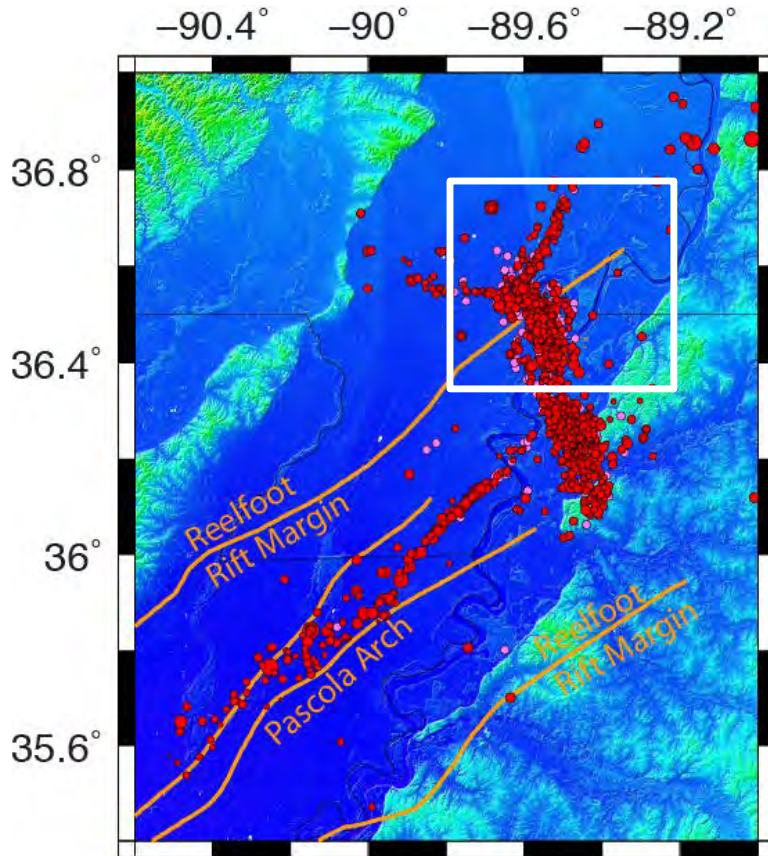 −90.4° −90° −89.6° −89.2°
36.8°
36.4°
36°
35.6°
Reelfoot
Rift Margin
Pascola Arch
Reelfoot
Rift Margin